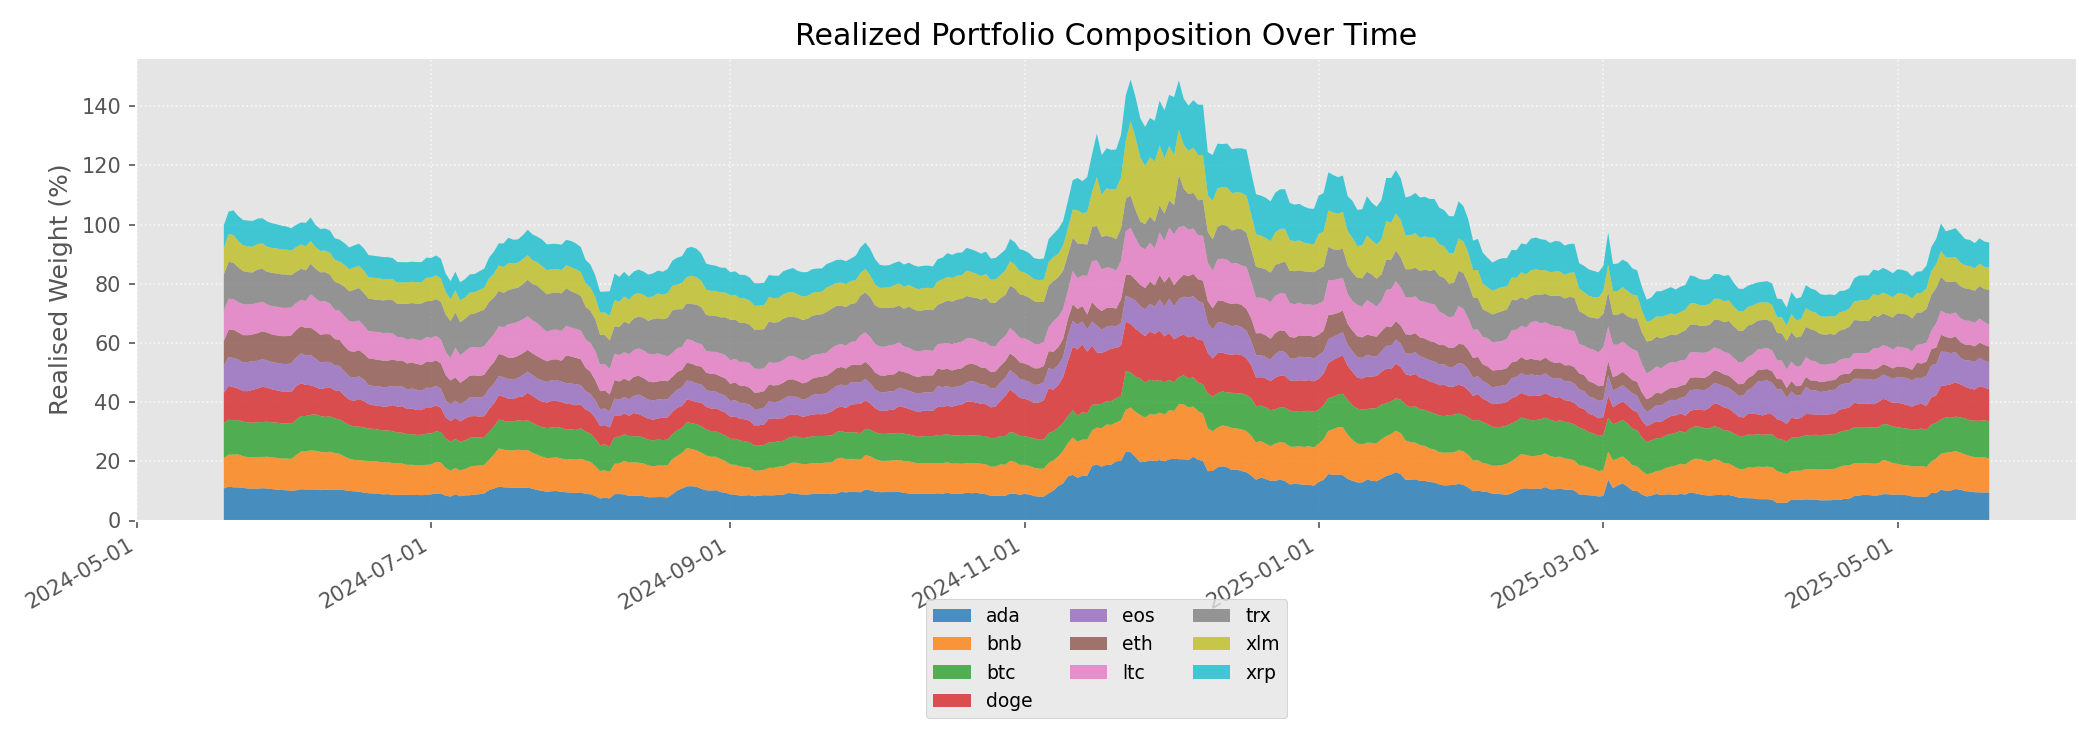 Realized Portfolio Composition Over Time
Realised Weight (%)
140
120
100
80
60
40
20
0
2024-05-01
2024-07-01
2024-09-01
2024-11-01
2025-01-01
2025-03-01
2025-05-01
ada
bnb
btc
doge
eos
eth
ltc
trx
xlm
xrp